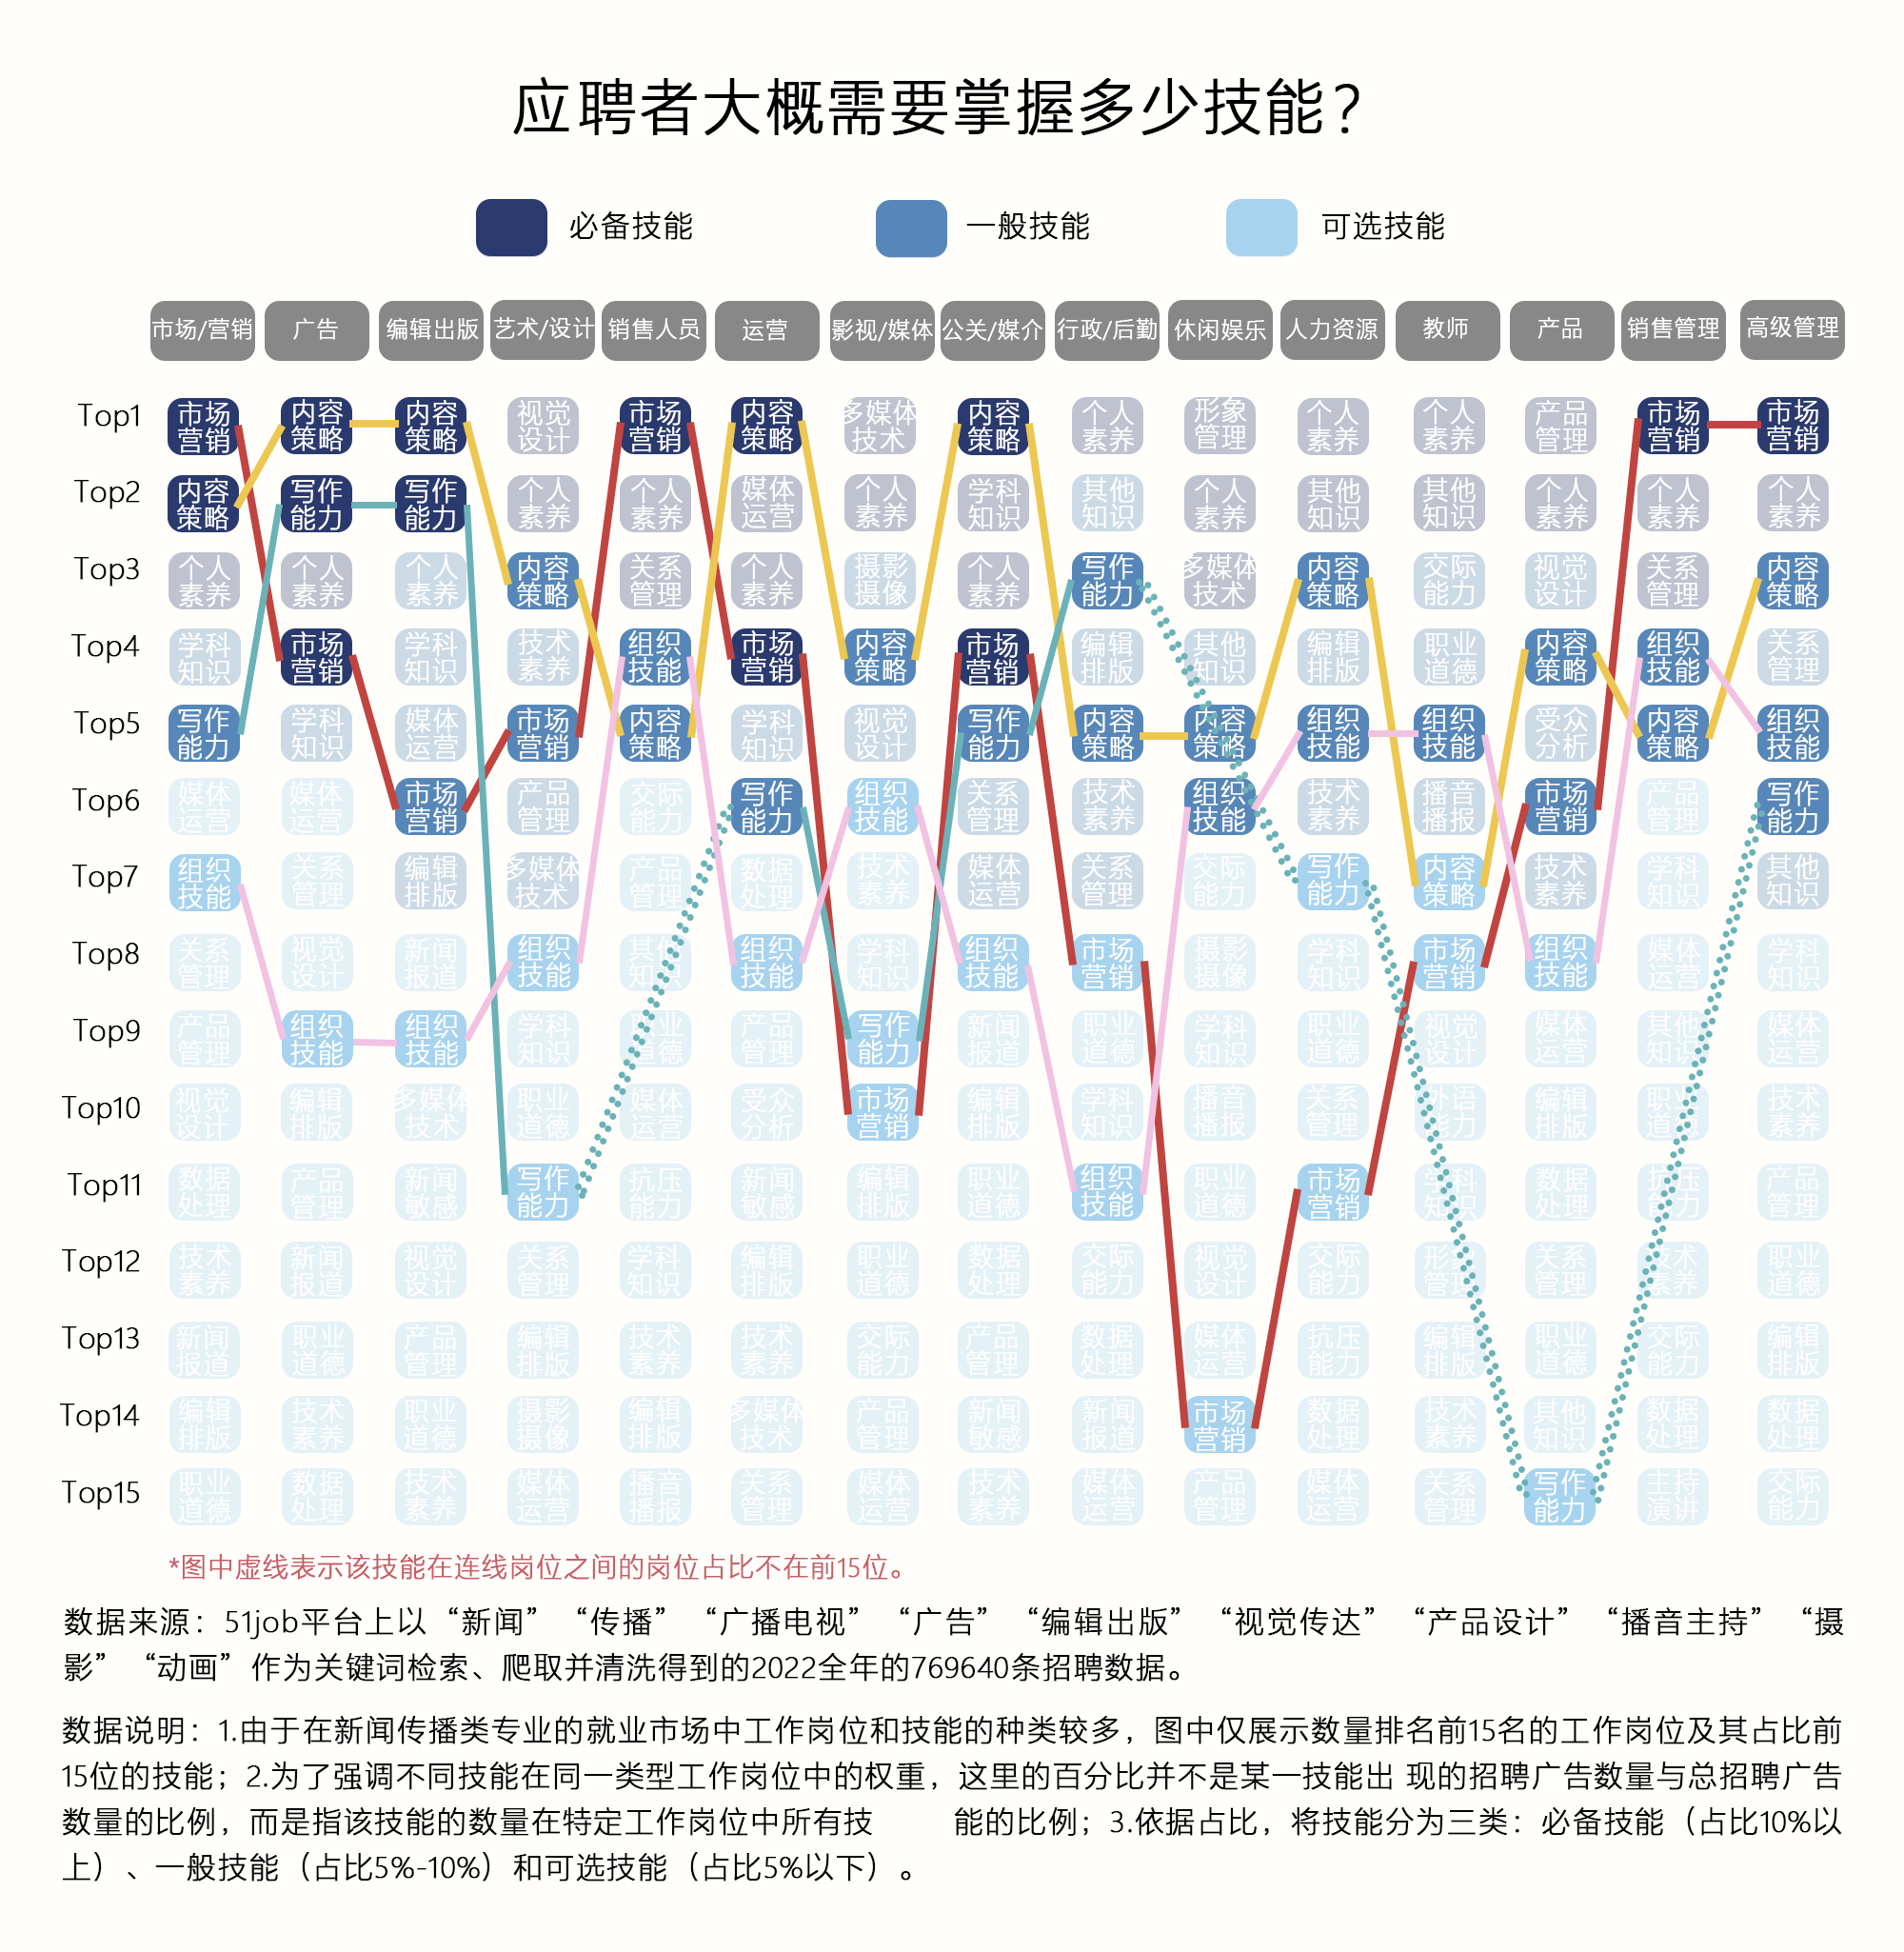 应聘者大概需要掌握多少技能？
必备技能 一般技能 可选技能
市场/营销 广告 编辑出版 艺术/设计 销售人员 运营 影视/媒体 公关/媒介 行政/后勤 休闲娱乐 人力资源 教师 产品 销售管理 高级管理
Top1 市场营销 内容策略 内容策略 视觉设计 市场营销 内容策略 多媒体技术 内容策略 个人素养 形象管理 个人素养 个人素养 产品管理 市场营销 市场营销
Top2 内容策略 写作能力 写作能力 个人素养 个人素养 媒体运营 个人素养 学科知识 其他知识 个人素养 其他知识 其他知识 个人素养 个人素养 个人素养
Top3 个人素养 个人素养 个人素养 内容策略 关系管理 个人素养 摄影摄像 个人素养 写作能力 多媒体技术 内容策略 交际能力 视觉设计 关系管理 内容策略
Top4 学科知识 市场营销 学科知识 技术素养 组织技能 市场营销 内容策略 市场营销 编辑排版 其他知识 编辑排版 职业道德 内容策略 组织技能 关系管理
Top5 写作能力 学科知识 媒体运营 市场营销 内容策略 学科知识 视觉设计 写作能力 内容策略 内容策略 组织技能 组织技能 受众分析 内容策略 组织技能
Top6 媒体运营 媒体运营 市场营销 产品管理 交际能力 写作能力 组织技能 关系管理 技术素养 组织技能 技术素养 播音播报 市场营销 产品管理 写作能力
Top7 组织技能 关系管理 编辑排版 多媒体技术 产品管理 数据处理 技术素养 媒体运营 关系管理 交际能力 写作能力 内容策略 技术素养 学科知识 其他知识
Top8 关系管理 视觉设计 新闻报道 组织技能 其他知识 组织技能 学科知识 组织技能 市场营销 摄影摄像 学科知识 市场营销 组织技能 媒体运营 学科知识
Top9 产品管理 组织技能 组织技能 学科知识 职业道德 产品管理 写作能力 新闻报道 职业道德 学科知识 职业道德 视觉设计 媒体运营 其他知识 媒体运营
Top10 视觉设计 编辑排版 多媒体技术 职业道德 媒体运营 受众分析 市场营销 编辑排版 学科知识 播音播报 关系管理 外语能力 编辑排版 职业道德 技术素养
Top11 数据处理 产品管理 新闻敏感 写作能力 抗压能力 新闻敏感 编辑排版 职业道德 组织技能 职业道德 市场营销 学科知识 数据处理 抗压能力 产品管理
Top12 技术素养 新闻报道 视觉设计 关系管理 学科知识 编辑排版 职业道德 数据处理 交际能力 视觉设计 交际能力 形象管理 关系管理 技术素养 职业道德
Top13 新闻报道 职业道德 产品管理 编辑排版 技术素养 技术素养 交际能力 产品管理 数据处理 媒体运营 抗压能力 编辑排版 职业道德 交际能力 编辑排版
Top14 编辑排版 技术素养 职业道德 摄影摄像 编辑排版 多媒体技术 产品管理 新闻敏感 新闻报道 市场营销 数据处理 技术素养 其他知识 数据处理 数据处理
Top15 职业道德 数据处理 技术素养 媒体运营 播音播报 关系管理 媒体运营 技术素养 媒体运营 产品管理 媒体运营 关系管理 写作能力 主持演讲 交际能力
*图中虚线表示该技能在连线岗位之间的岗位占比不在前15位。
数据来源：51job平台上以“新闻”“传播”“广播电视”“广告”“编辑出版”“视觉传达”“产品设计”“播音主持”“摄
影”“动画”作为关键词检索、爬取并清洗得到的2022全年的769640条招聘数据。
数据说明：1.由于在新闻传播类专业的就业市场中工作岗位和技能的种类较多，图中仅展示数量排名前15名的工作岗位及其占比前
15位的技能；2.为了强调不同技能在同一类型工作岗位中的权重，这里的百分比并不是某一技能出 现的招聘广告数量与总招聘广告
数量的比例，而是指该技能的数量在特定工作岗位中所有技 能的比例；3.依据占比，将技能分为三类：必备技能（占比10%以
上）、一般技能（占比5%-10%）和可选技能（占比5%以下）。